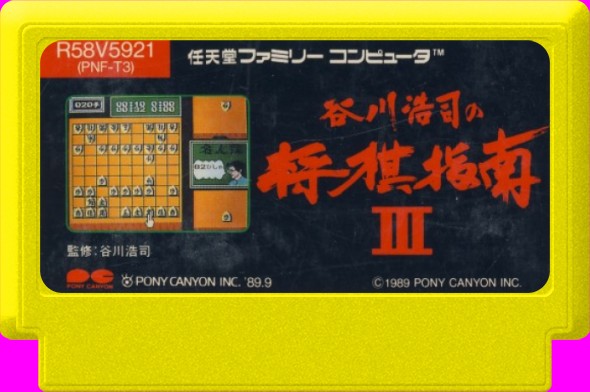 R58V5921
(PNF-T3)
任天堂ファミリーコンピュータ™
谷川浩司の
将棋指南
III
監修:谷川浩司
PONY CANYON
PONY CANYON INC. '89.9
©1989 PONY CANYON INC.